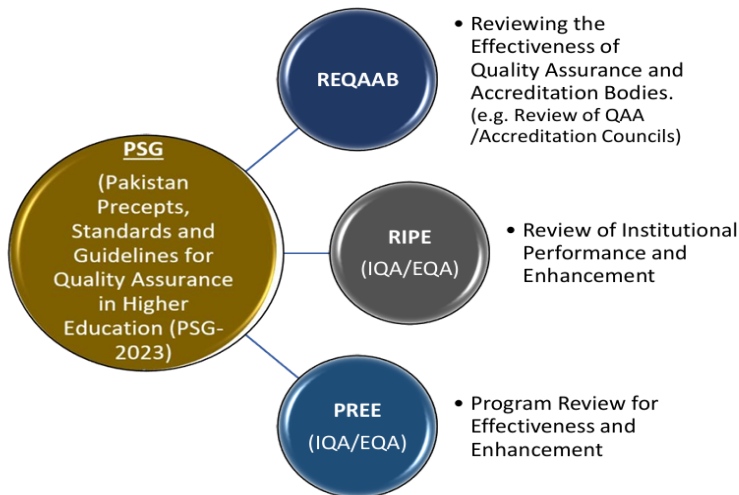 PSG
(Pakistan
Precepts,
Standards and
Guidelines for
Quality Assurance
in Higher
Education (PSG-
2023)
REQAAB
• Reviewing the
Effectiveness of
Quality Assurance and
Accreditation Bodies.
(e.g. Review of QAA
/Accreditation Councils)
RIPE
(IQA/EQA)
• Review of Institutional
Performance and
Enhancement
PREE
(IQA/EQA)
• Program Review for
Effectiveness and
Enhancement